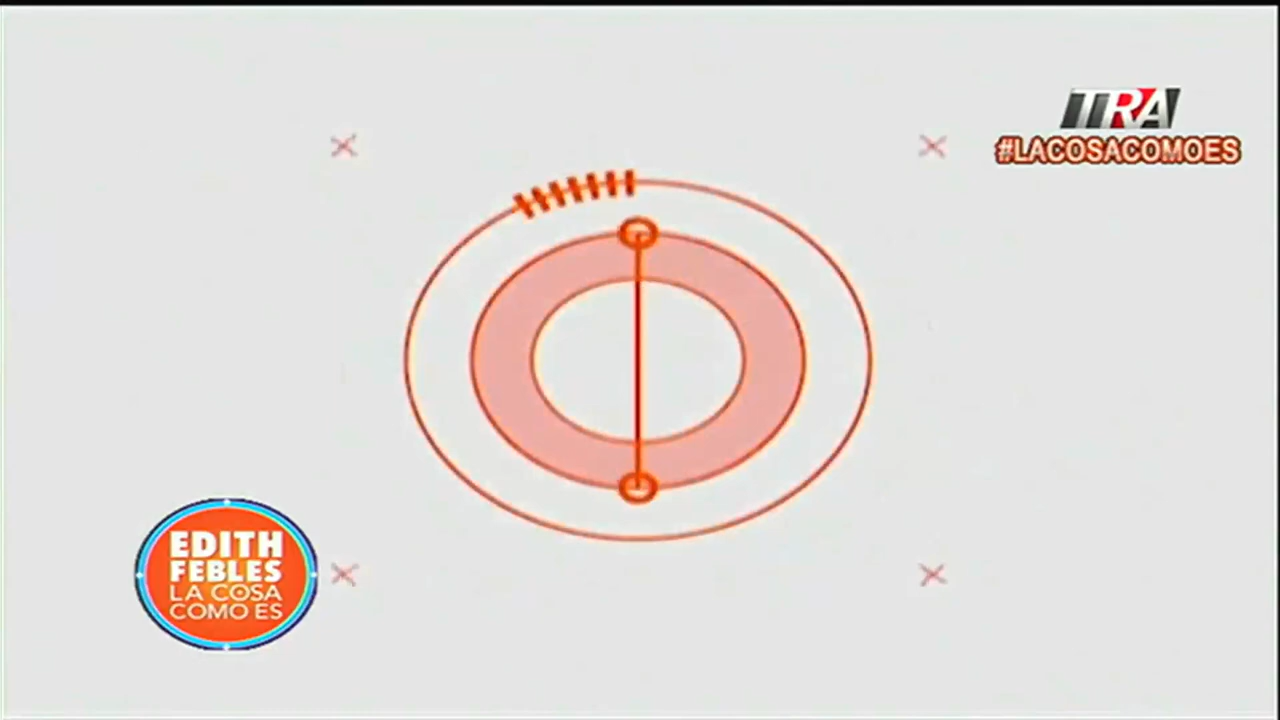 TRA
#LACOSACOMOES
EDITH
FEBLES
LA COSA
COMO ES